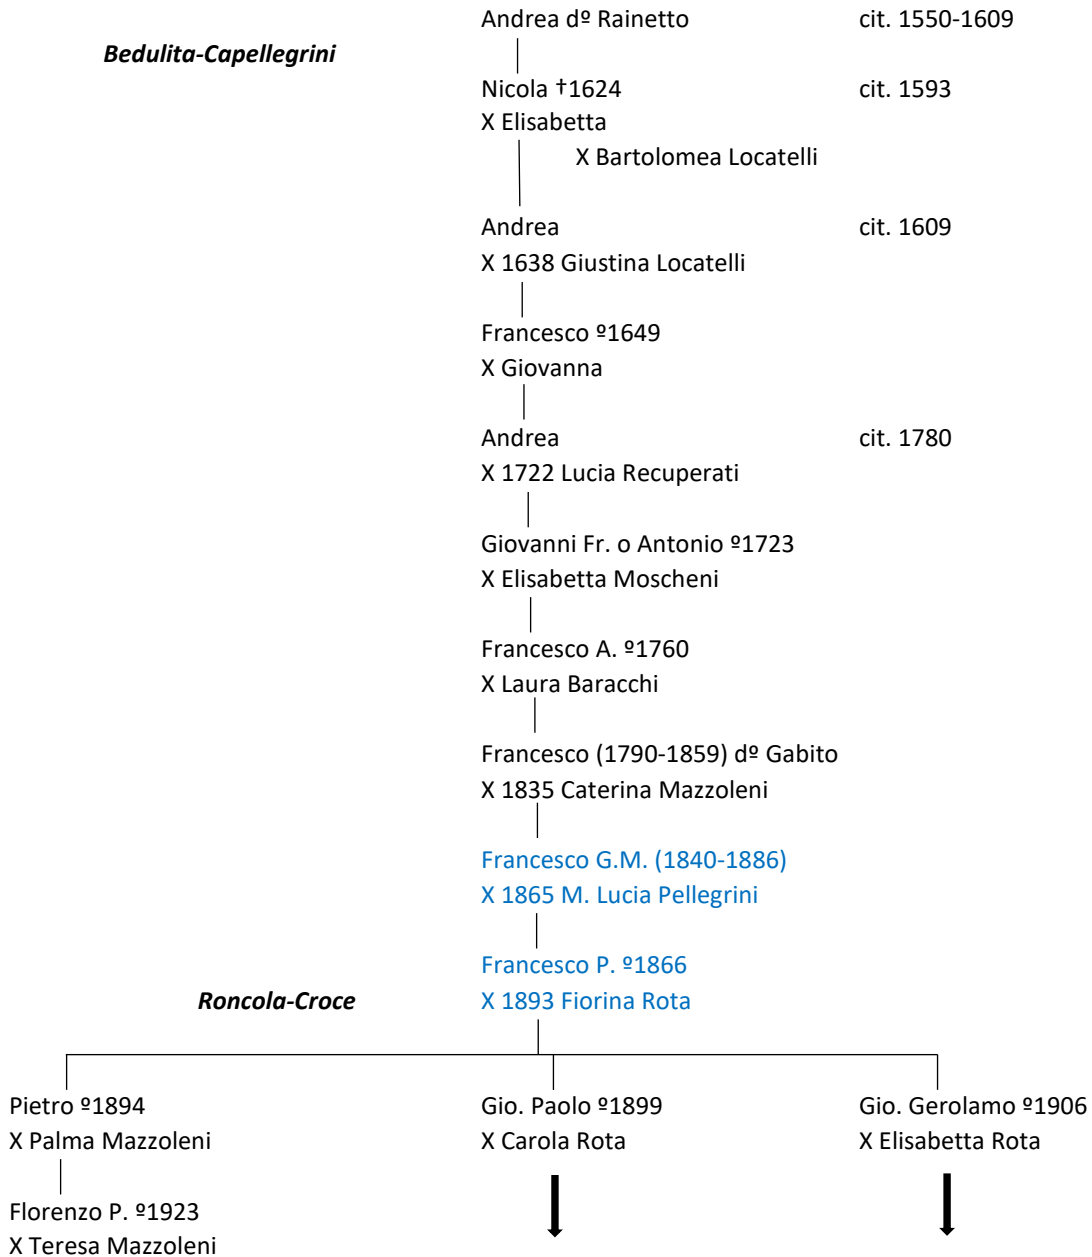 Andrea dº Rainetto cit. 1550-1609
Bedulita-Capellegrini
Nicola †1624 cit. 1593
X Elisabetta
X Bartolomea Locatelli
Andrea cit. 1609
X 1638 Giustina Locatelli
Francesco º1649
X Giovanna
Andrea cit. 1780
X 1722 Lucia Recuperati
Giovanni Fr. o Antonio º1723
X Elisabetta Moscheni
Francesco A. º1760
X Laura Baracchi
Francesco (1790-1859) dº Gabito
X 1835 Caterina Mazzoleni
Francesco G.M. (1840-1886)
X 1865 M. Lucia Pellegrini
Francesco P. º1866
Roncola-Croce X 1893 Fiorina Rota
Pietro º1894 Gio. Paolo º1899 Gio. Gerolamo º1906
X Palma Mazzoleni X Carola Rota X Elisabetta Rota
Florenzo P. º1923
X Teresa Mazzoleni